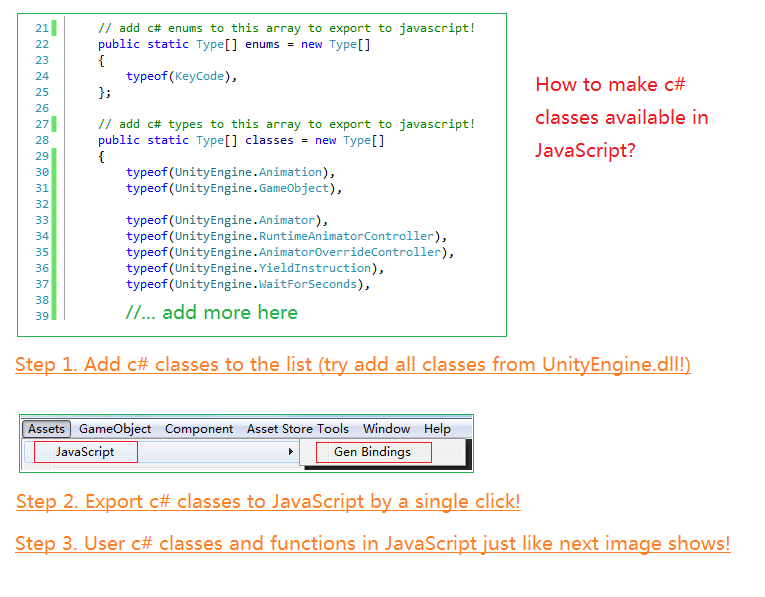 21 // add c# enums to this array to export to javascript!
22 public static Type[] enums = new Type[]
23 {
24 typeof(KeyCode),
25 };
26
27 // add c# types to this array to export to javascript!
28 public static Type[] classes = new Type[]
29 {
30 typeof(UnityEngine.Animation),
31 typeof(UnityEngine.GameObject),
32
33 typeof(UnityEngine.Animator),
34 typeof(UnityEngine.RuntimeAnimatorController),
35 typeof(UnityEngine.AnimatorOverrideController),
36 typeof(UnityEngine.YieldInstruction),
37 typeof(UnityEngine.WaitForSeconds),
38
39 //... add more here
How to make c#
classes available in
JavaScript?
Step 1. Add c# classes to the list (try add all classes from UnityEngine.dll!)
Assets GameObject Component Asset Store Tools Window Help
JavaScript Gen Bindings
Step 2. Export c# classes to JavaScript by a single click!
Step 3. User c# classes and functions in JavaScript just like next image shows!